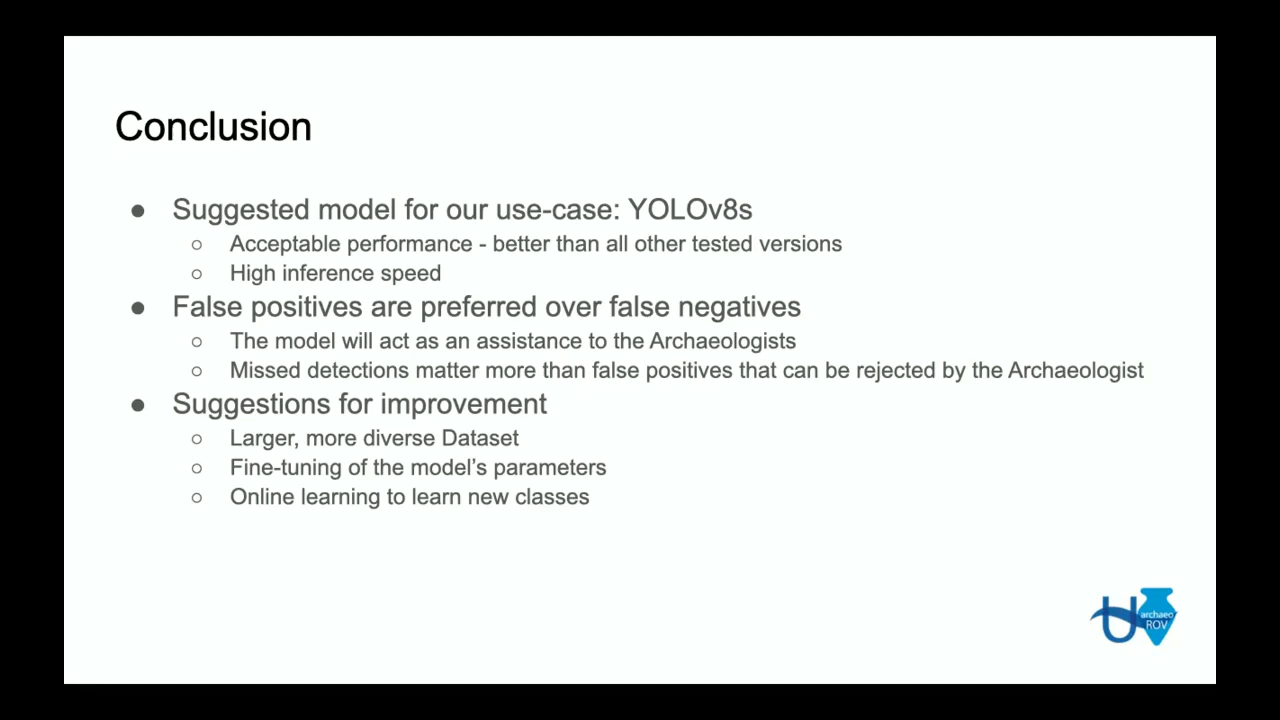 Conclusion
● Suggested model for our use-case: YOLOv8s
○ Acceptable performance - better than all other tested versions
○ High inference speed
● False positives are preferred over false negatives
○ The model will act as an assistance to the Archaeologists
○ Missed detections matter more than false positives that can be rejected by the Archaeologist
● Suggestions for improvement
○ Larger, more diverse Dataset
○ Fine-tuning of the model’s parameters
○ Online learning to learn new classes
U
archaeo
ROV